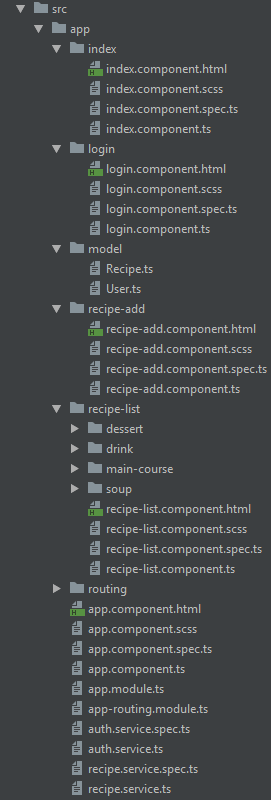 src
app
index
index.component.html
index.component.scss
index.component.spec.ts
index.component.ts
login
login.component.html
login.component.scss
login.component.spec.ts
login.component.ts
model
Recipe.ts
User.ts
recipe-add
recipe-add.component.html
recipe-add.component.scss
recipe-add.component.spec.ts
recipe-add.component.ts
recipe-list
dessert
drink
main-course
soup
recipe-list.component.html
recipe-list.component.scss
recipe-list.component.spec.ts
recipe-list.component.ts
routing
app.component.html
app.component.scss
app.component.spec.ts
app.component.ts
app.module.ts
app-routing.module.ts
auth.service.spec.ts
auth.service.ts
recipe.service.spec.ts
recipe.service.ts